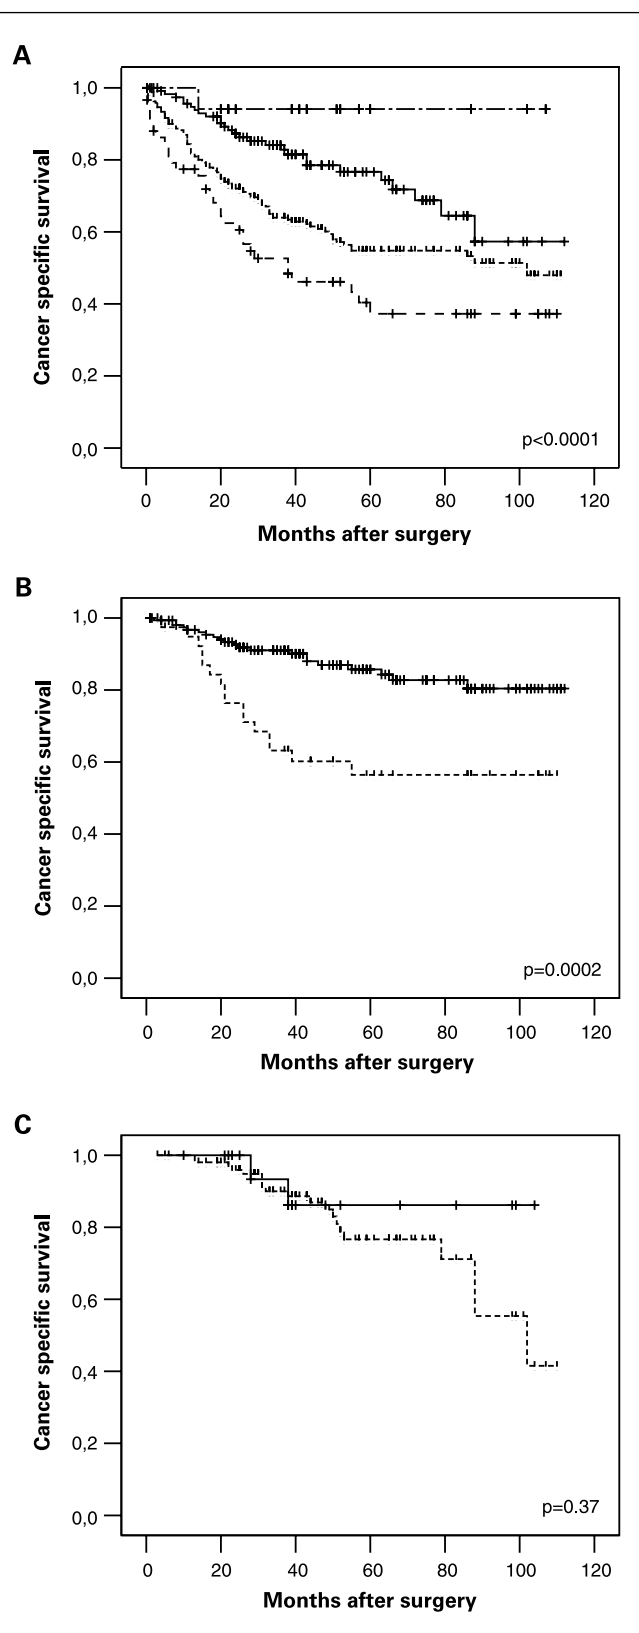 A
1,0
0,8
0,6
0,4
0,2
0,0
Cancer specific survival
p<0.0001
0 20 40 60 80 100 120
Months after surgery
B
1,0
0,8
0,6
0,4
0,2
0,0
Cancer specific survival
p=0.0002
0 20 40 60 80 100 120
Months after surgery
C
1,0
0,8
0,6
0,4
0,2
0,0
Cancer specific survival
p=0.37
0 20 40 60 80 100 120
Months after surgery